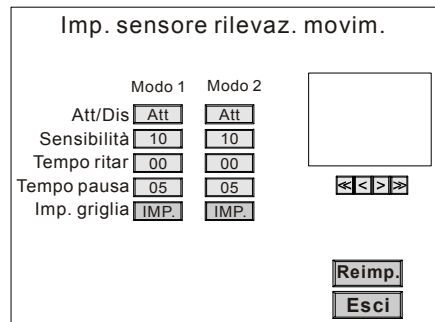 Imp. sensore rilevaz. movim.
Modo 1 Modo 2
Att/Dis Att Att
Sensibilità 10 10
Tempo ritar 00 00
Tempo pausa 05 05
Imp. griglia IMP. IMP.
≪ < > ≫
Reimp.
Esci